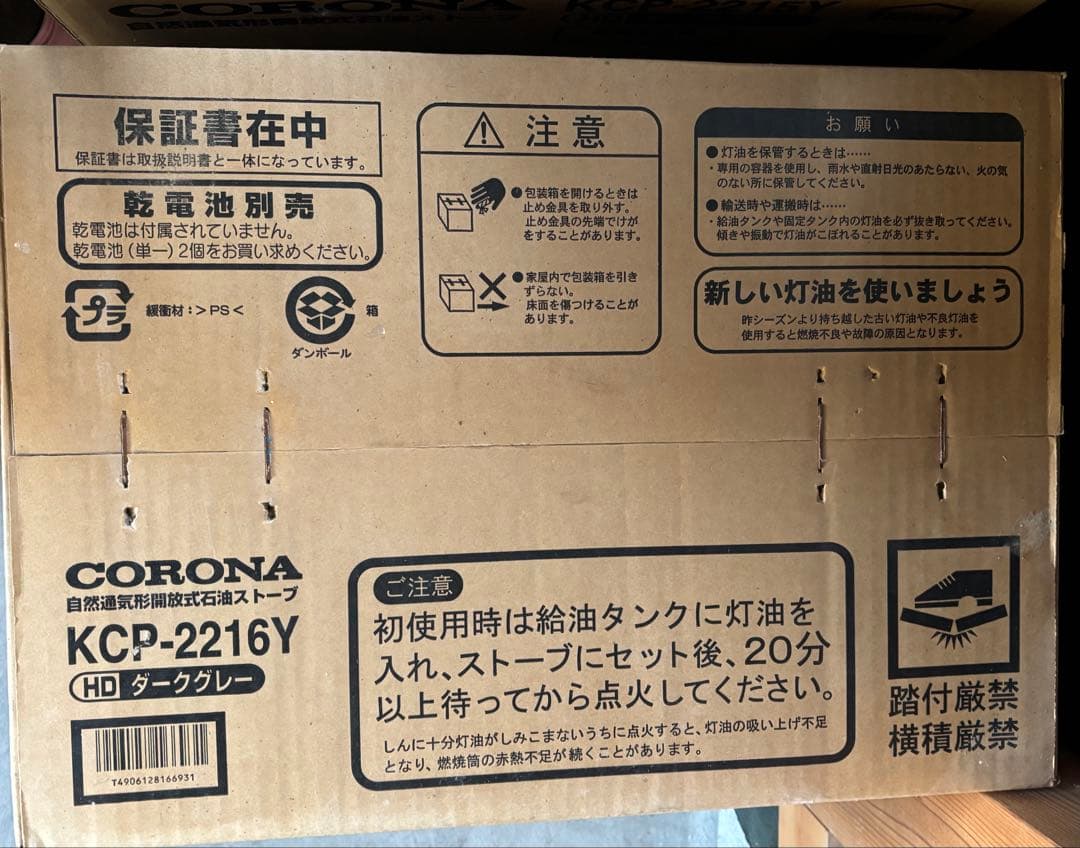 CORONA
KCP-2216Y
自然通気形開放式石油ストーブ
保証書在中
保証書は取扱説明書と一体になっています。
乾電池別売
乾電池は付属されていません。
乾電池(単一)2個をお買い求めください。
プラ
緩衝材:>PS<
箱
ダンボール
注意
●包装箱を開けるときは
止め金具を取り外す。
止め金具の先端でけが
をすることがあります。
●家屋内で包装箱を引き
ずらない。
床面を傷つけることが
あります。
お願い
●灯油を保管するときは……
・専用の容器を使用し、雨水や直射日光のあたらない、火の気
のない所に保管してください。
●輸送時や運搬時は……
・給油タンクや固定タンク内の灯油を必ず抜き取ってください。
傾きや振動で灯油がこぼれることがあります。
新しい灯油を使いましょう
昨シーズンより持ち越した古い灯油や不良灯油を
使用すると燃焼不良や故障の原因となります。
CORONA
自然通気形開放式石油ストーブ
KCP-2216Y
HD ダークグレー
T4906128166931
ご注意
初使用時は給油タンクに灯油を
入れ、ストーブにセット後、20分
以上待ってから点火してください。
しんに十分灯油がしみこまないうちに点火すると、灯油の吸い上げ不足
となり、燃焼筒の赤熱不足が続くことがあります。
踏付厳禁
横積厳禁